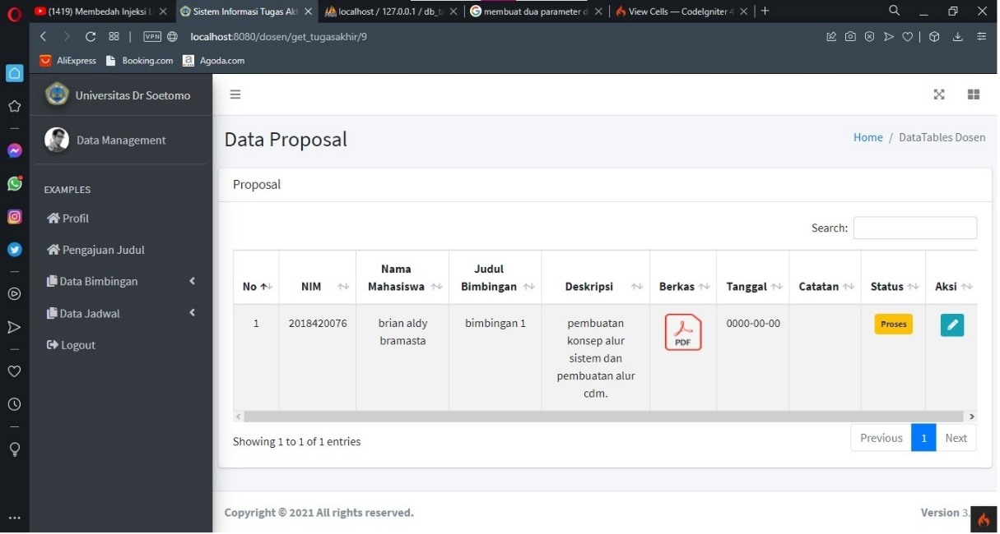 (1419) Membedah Injeksi L
Sistem Informasi Tugas Akl
localhost / 127.0.0.1 / db_t
membuat dua parameter d
View Cells — CodeIgniter 4
VPN
localhost:8080/dosen/get_tugasakhir/9
AliExpress
Booking.com
Agoda.com
Universitas Dr Soetomo
Data Management
EXAMPLES
Profil
Pengajuan Judul
Data Bimbingan
Data Jadwal
Logout
Data Proposal
Home / DataTables Dosen
Proposal
Search:
No NIM Nama Mahasiswa Judul Bimbingan Deskripsi Berkas Tanggal Catatan Status Aksi
1 2018420076 brian aldy bramasta bimbingan 1 pembuatan konsep alur sistem dan pembuatan alur cdm. PDF 0000-00-00 Proses
Showing 1 to 1 of 1 entries
Previous 1 Next
Copyright © 2021 All rights reserved.
Version 3.